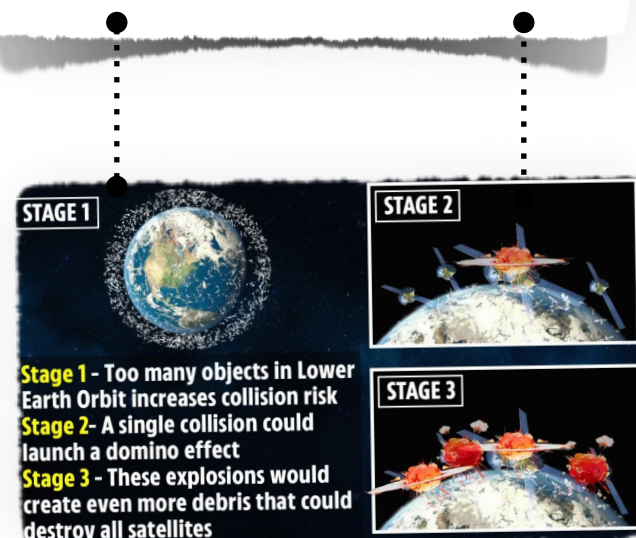 STAGE 1
STAGE 2
Stage 1 - Too many objects in Lower
Earth Orbit increases collision risk
Stage 2- A single collision could
launch a domino effect
Stage 3 - These explosions would
create even more debris that could
destroy all satellites
STAGE 3